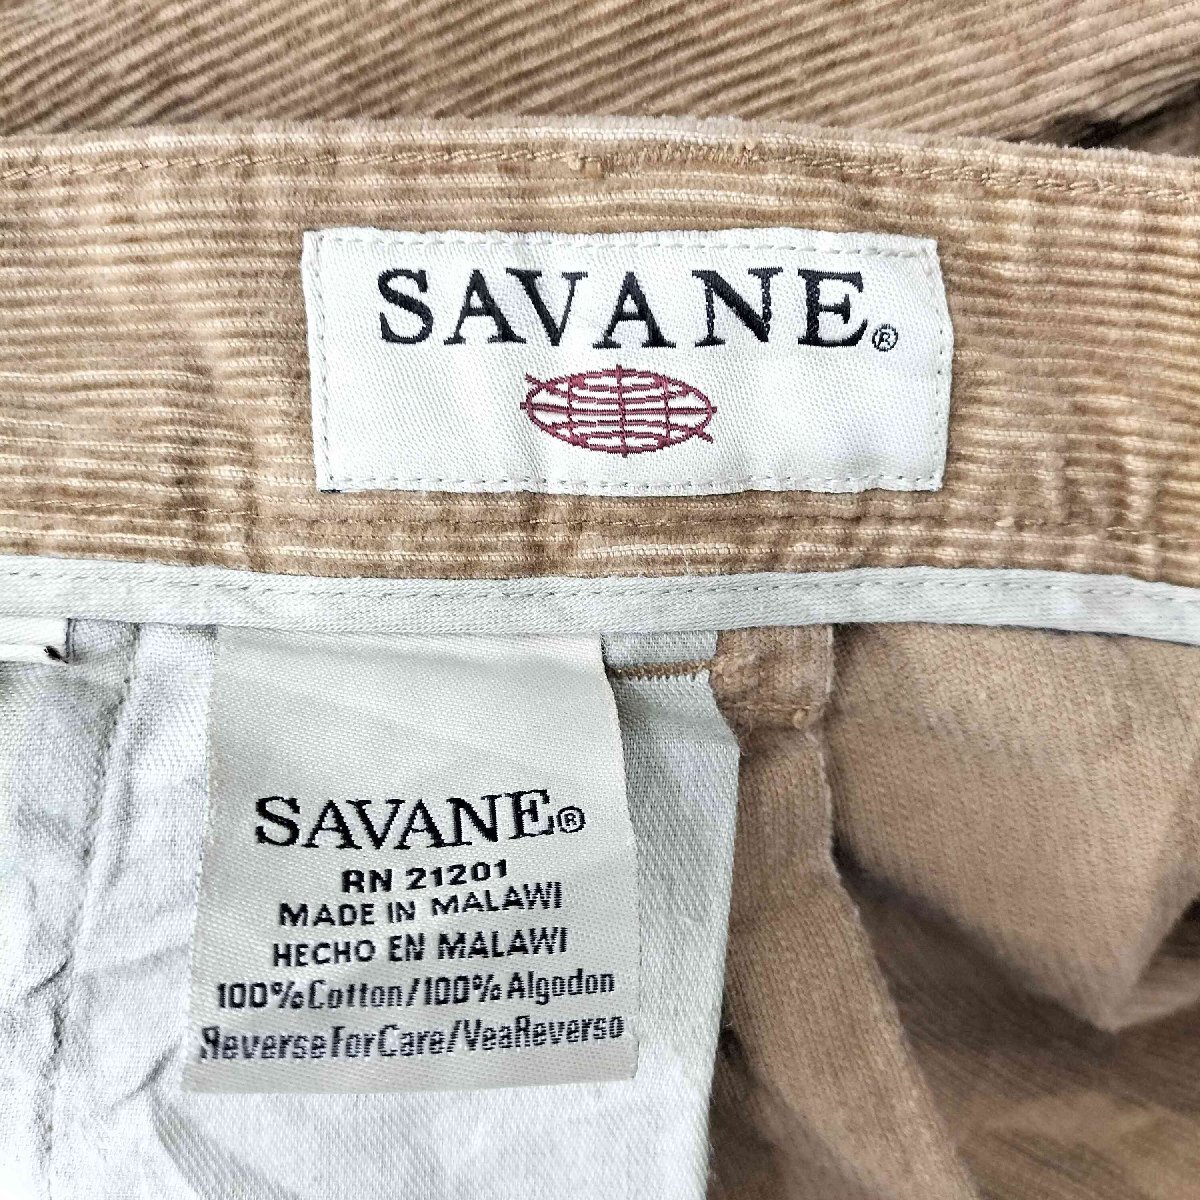 SAVANE®
SAVANE®
RN 21201
MADE IN MALAWI
HECHO EN MALAWI
100%Cotton/100%Algodon
ReverseForCare/VeaReverso